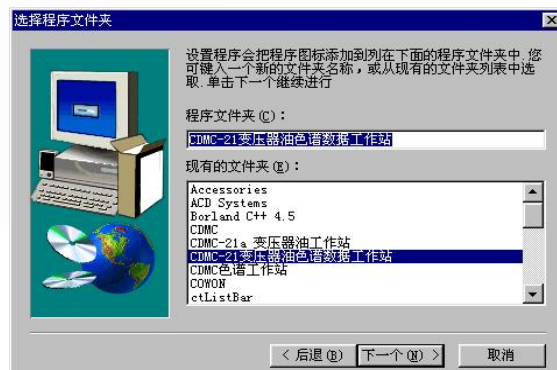 选择程序文件夹
设置程序会把程序图标添加到列在下面的程序文件夹中.您
可键入一个新的文件夹名称，或从现有的文件夹列表中选
取.单击下一个继续进行
程序文件夹(C)：
CDMC-21变压器油色谱数据工作站
现有的文件夹(E)：
Accessories
ACD Systems
Borland C++ 4.5
CDMC
CDMC-21a 变压器油工作站
CDMC-21变压器油色谱数据工作站
CDMC色谱工作站
COWON
ctListBar
< 后退(B)
下一个(N) >
取消